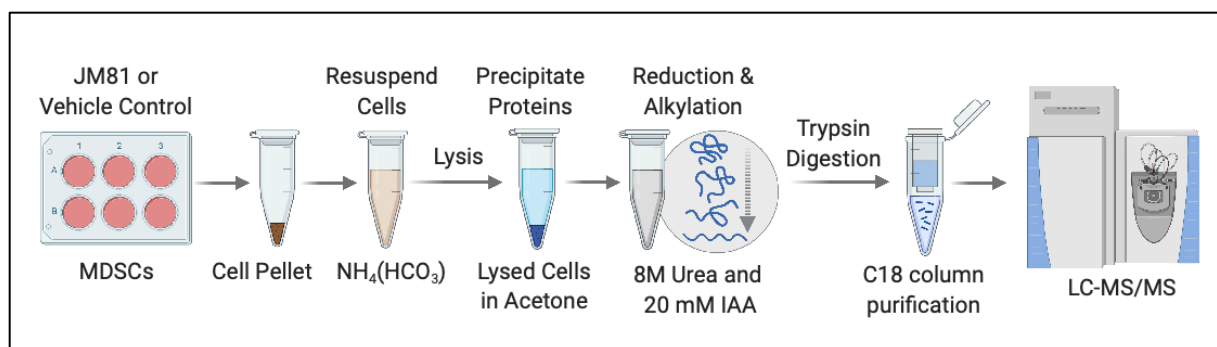 JM81 or
Vehicle Control
1 2 3
A
B
MDSCs
Cell Pellet
Resuspend
Cells
NH₄(HCO₃)
Lysis
Precipitate
Proteins
Lysed Cells
in Acetone
Reduction &
Alkylation
8M Urea and
20 mM IAA
Trypsin
Digestion
C18 column
purification
LC-MS/MS